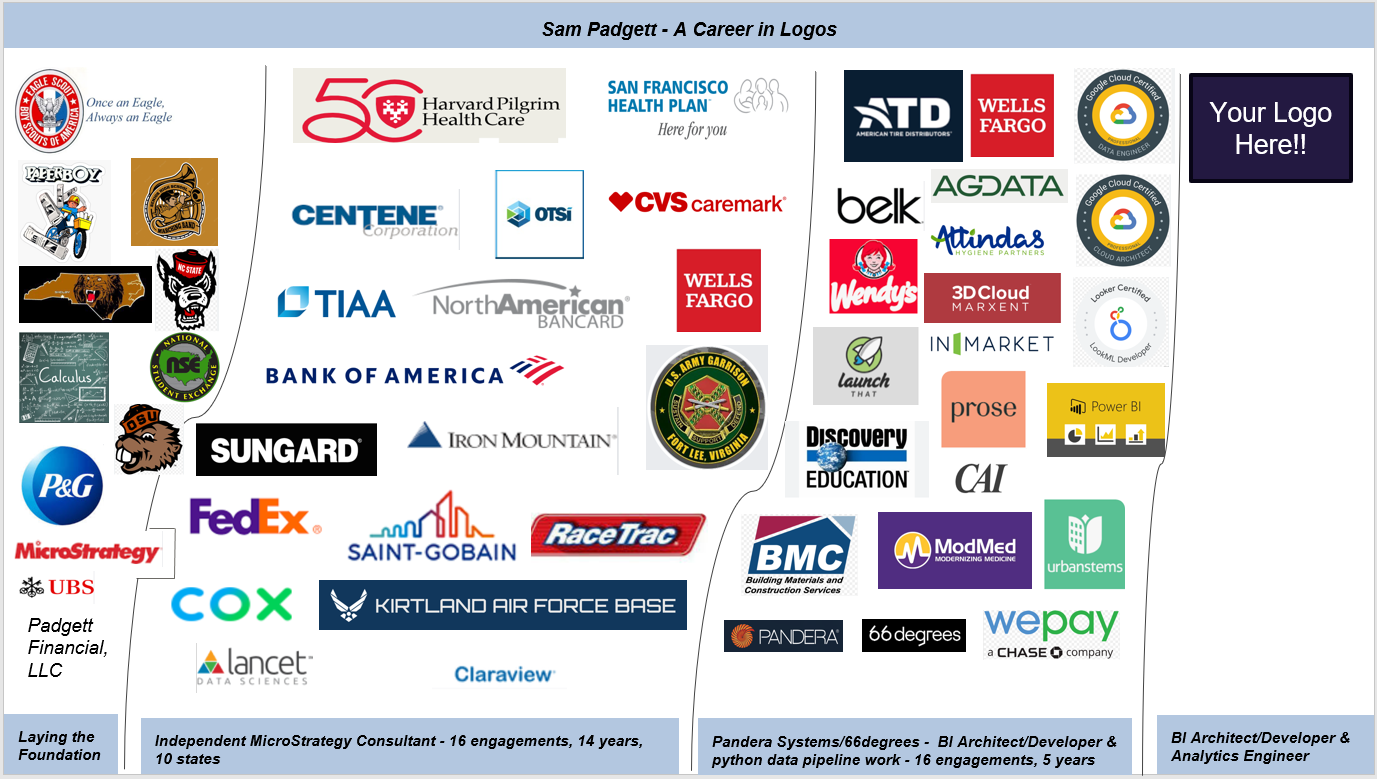 Sam Padgett - A Career in Logos
EAGLE SCOUT
BOY SCOUTS OF AMERICA
Once an Eagle,
Always an Eagle
PAPERBOY
MARCHING BAND
NC STATE
Calculus
NATIONAL
NSE
STUDENT EXCHANGE
OSU
P&G
MicroStrategy
UBS
Padgett
Financial,
LLC
Laying the
Foundation
50
Harvard Pilgrim
Health Care
SAN FRANCISCO
HEALTH PLAN
Here for you
CENTENE®
Corporation
OTSi
CVS caremark®
TIAA
NorthAmerican®
BANCARD
WELLS
FARGO
BANK OF AMERICA
U.S. ARMY GARRISON
SUSTAIN
SUPPORT
DEFEND
FORT LEE, VIRGINIA
SUNGARD®
IRON MOUNTAIN®
FedEx®
SAINT-GOBAIN
RaceTrac
COX
KIRTLAND AIR FORCE BASE
lancet™
DATA SCIENCES
Claraview
Independent MicroStrategy Consultant - 16 engagements, 14 years,
10 states
ATD
AMERICAN TIRE DISTRIBUTORS
WELLS
FARGO
Google Cloud Certified
PROFESSIONAL
DATA ENGINEER
belk
AGDATA
Google Cloud Certified
PROFESSIONAL
CLOUD ARCHITECT
Attindas
HYGIENE PARTNERS
Wendy's
3D Cloud
MARXENT
Looker Certified
LookML Developer
INMARKET
launch
THAT
prose
Power BI
Discovery
EDUCATION
CAI
BMC
Building Materials and
Construction Services
ModMed
MODERNIZING MEDICINE
urbanstems
PANDERA
66degrees
wepay
a CHASE company
Pandera Systems/66degrees - BI Architect/Developer &
python data pipeline work - 16 engagements, 5 years
Your Logo
Here!!
BI Architect/Developer &
Analytics Engineer